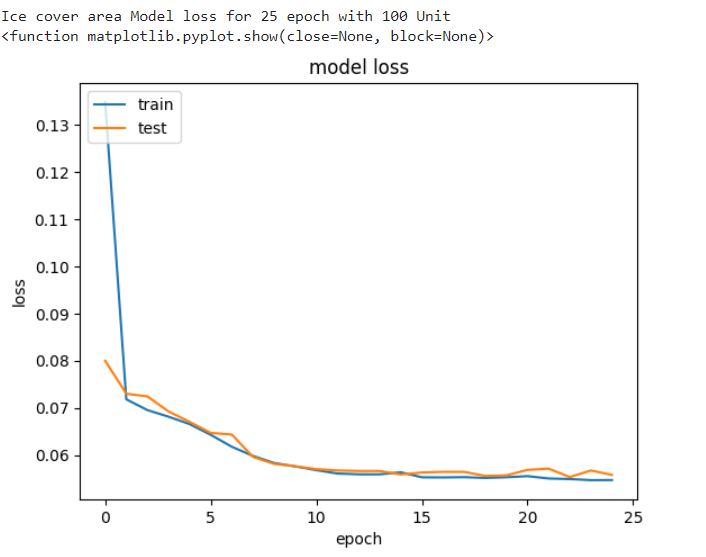 Ice cover area Model loss for 25 epoch with 100 Unit
<function matplotlib.pyplot.show(close=None, block=None)>
model loss
train
test
0.13
0.12
0.11
0.10
0.09
0.08
0.07
0.06
loss
0 5 10 15 20 25
epoch